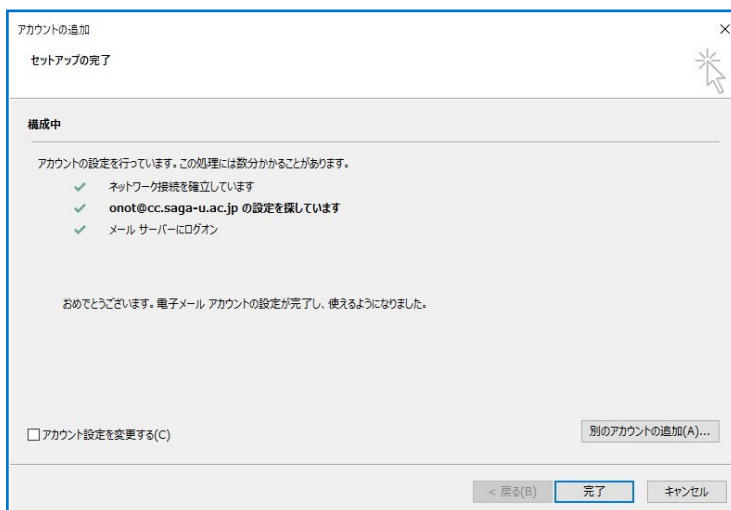 アカウントの追加
セットアップの完了
構成中
アカウントの設定を行っています。この処理には数分かかることがあります。
ネットワーク接続を確立しています
onot@cc.saga-u.ac.jp の設定を探しています
メール サーバーにログオン
おめでとうございます。電子メール アカウントの設定が完了し、使えるようになりました。
アカウント設定を変更する(C)
別のアカウントの追加(A)...
< 戻る(B)
完了
キャンセル